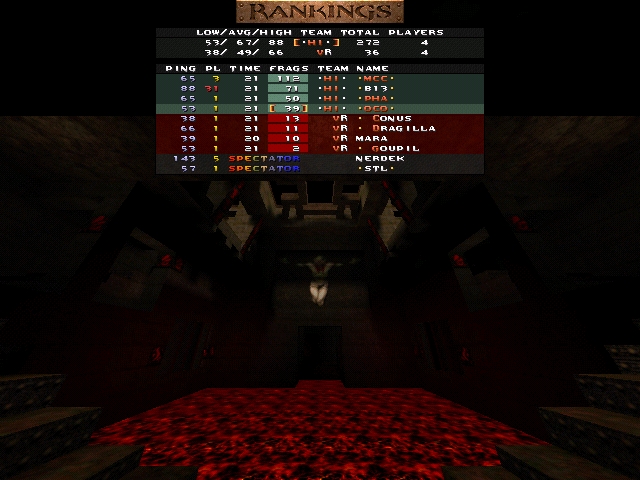 RANKINGS
LOW/AVG/HIGH TEAM TOTAL PLAYERS
53/ 67/ 88 [•HI•] 272 4
38/ 49/ 66 VR 36 4
PING PL TIME FRAGS TEAM NAME
65 3 21 112 •HI• •MCC•
88 31 21 71 •HI• •B13•
65 1 21 50 •HI• •PHA•
53 1 21 [ 39] •HI• •OCD•
38 1 21 13 VR • CONUS
66 1 21 11 VR • DRAGILLA
39 1 20 10 VR MARA
53 1 21 2 VR • GOUPIL
143 5 SPECTATOR NERDEK
57 1 SPECTATOR •STL•